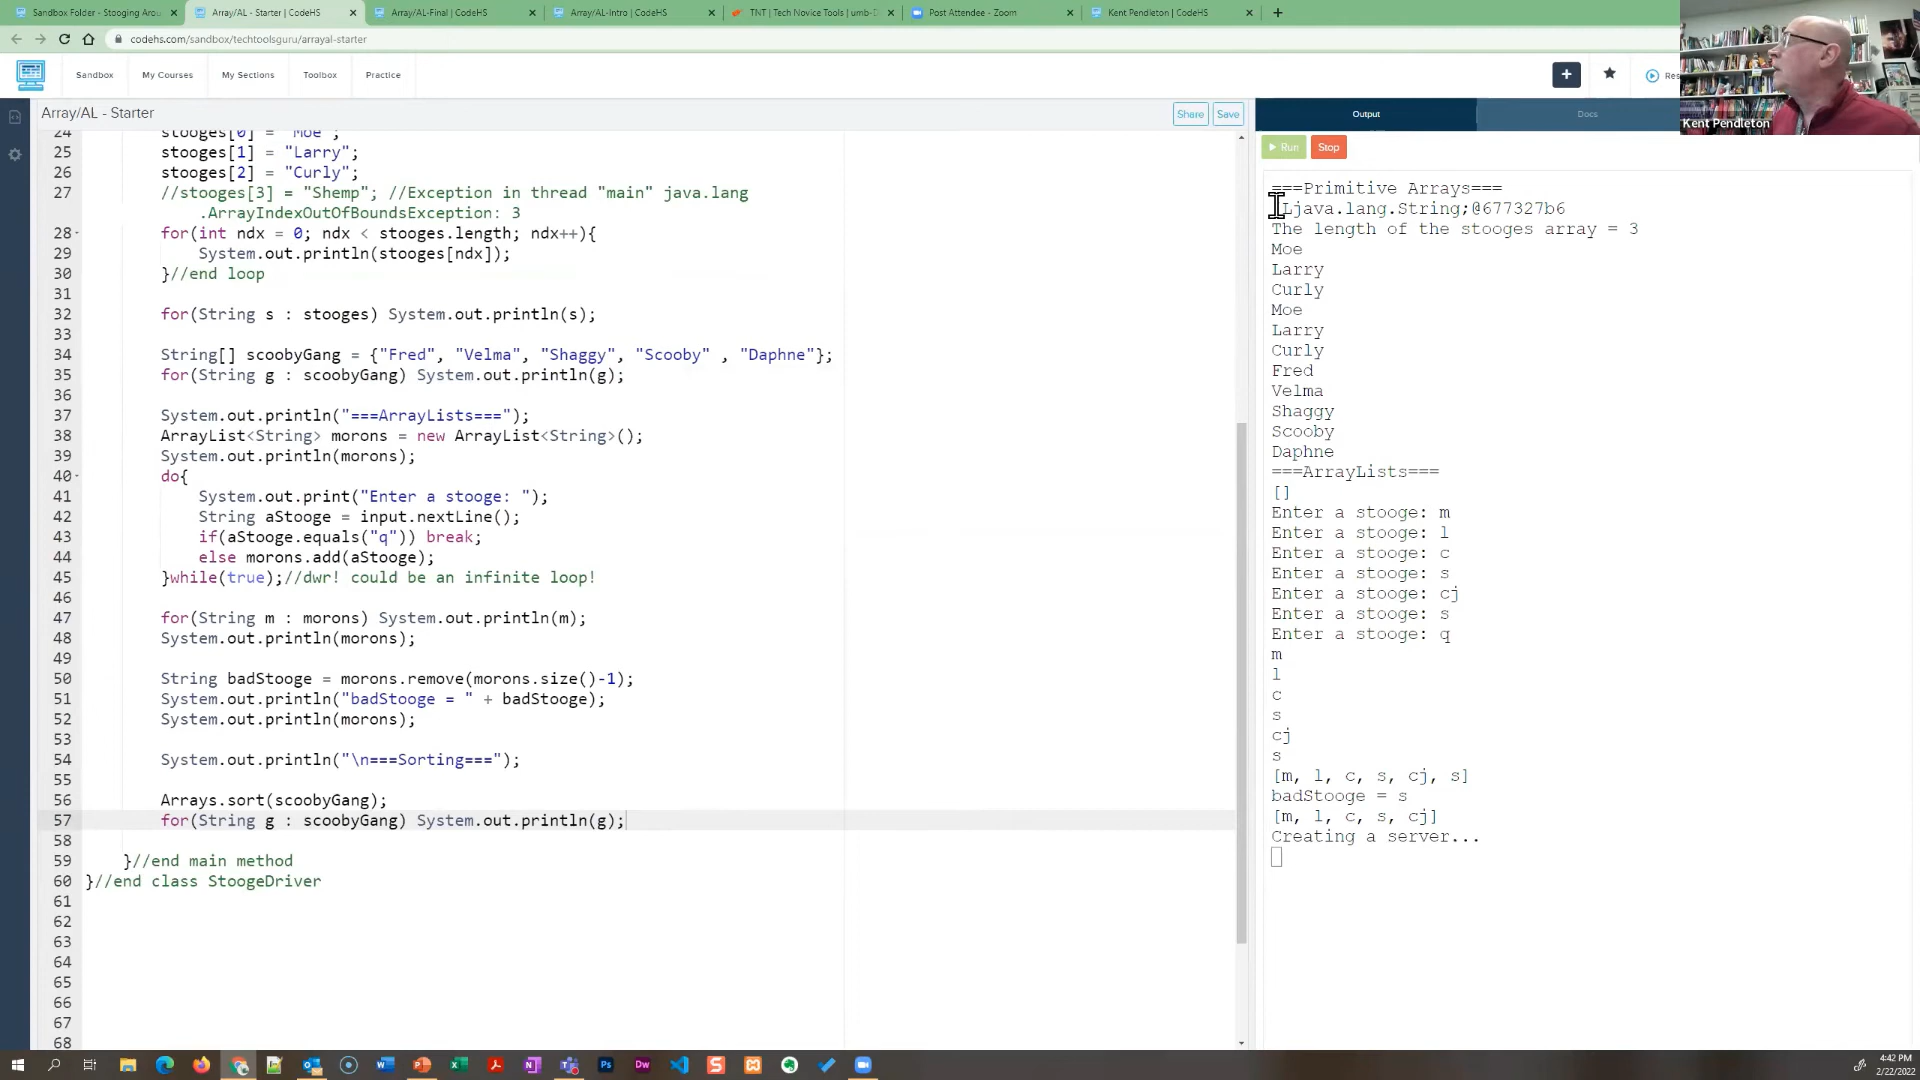 Sandbox Folder - Stooging Arou
Array/AL - Starter | CodeHS
Array/AL-Final | CodeHS
Array/AL-Intro | CodeHS
TNT | Tech Novice Tools | umb-D
Post Attendee - Zoom
Kent Pendleton | CodeHS
codehs.com/sandbox/techtoolsguru/arrayal-starter
Sandbox
My Courses
My Sections
Toolbox
Practice
Res
Kent Pendleton
Array/AL - Starter
Share
Save
Output
Docs
Run
Stop
24 stooges[0] = "Moe";
25 stooges[1] = "Larry";
26 stooges[2] = "Curly";
27 //stooges[3] = "Shemp"; //Exception in thread "main" java.lang
.ArrayIndexOutOfBoundsException: 3
28 for(int ndx = 0; ndx < stooges.length; ndx++){
29 System.out.println(stooges[ndx]);
30 }//end loop
31
32 for(String s : stooges) System.out.println(s);
33
34 String[] scoobyGang = {"Fred", "Velma", "Shaggy", "Scooby" , "Daphne"};
35 for(String g : scoobyGang) System.out.println(g);
36
37 System.out.println("===ArrayLists===");
38 ArrayList<String> morons = new ArrayList<String>();
39 System.out.println(morons);
40 do{
41 System.out.print("Enter a stooge: ");
42 String aStooge = input.nextLine();
43 if(aStooge.equals("q")) break;
44 else morons.add(aStooge);
45 }while(true);//dwr! could be an infinite loop!
46
47 for(String m : morons) System.out.println(m);
48 System.out.println(morons);
49
50 String badStooge = morons.remove(morons.size()-1);
51 System.out.println("badStooge = " + badStooge);
52 System.out.println(morons);
53
54 System.out.println("\n===Sorting===");
55
56 Arrays.sort(scoobyGang);
57 for(String g : scoobyGang) System.out.println(g);
58
59 }//end main method
60 }//end class StoogeDriver
61
62
63
64
65
66
67
68
===Primitive Arrays===
Ljava.lang.String;@677327b6
The length of the stooges array = 3
Moe
Larry
Curly
Moe
Larry
Curly
Fred
Velma
Shaggy
Scooby
Daphne
===ArrayLists===
[]
Enter a stooge: m
Enter a stooge: l
Enter a stooge: c
Enter a stooge: s
Enter a stooge: cj
Enter a stooge: s
Enter a stooge: q
m
l
c
s
cj
s
[m, l, c, s, cj, s]
badStooge = s
[m, l, c, s, cj]
Creating a server...
4:42 PM
2/22/2022